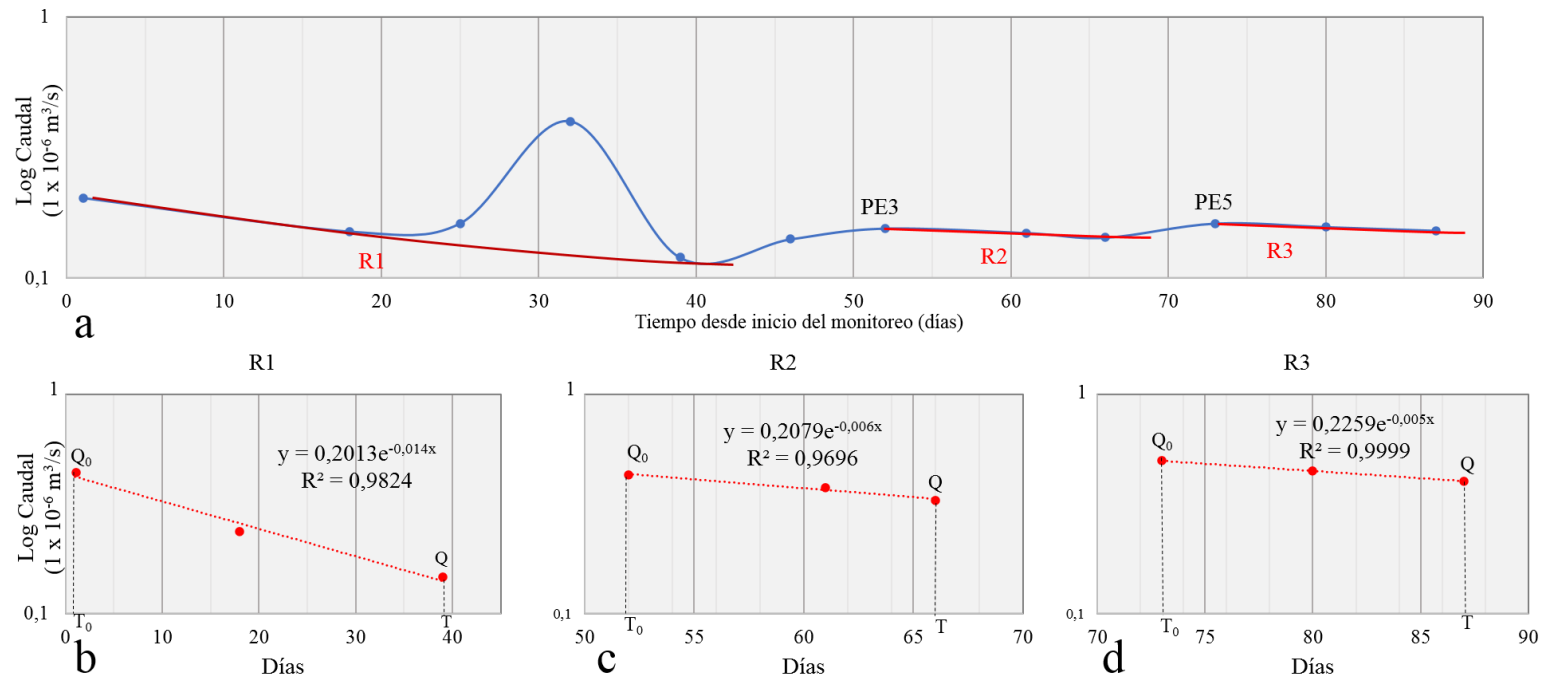 1
Log Caudal
(1 x 10⁻⁶ m³/s)
0,1
PE3
PE5
R1
R2
R3
0 10 20 30 40 50 60 70 80 90
Tiempo desde inicio del monitoreo (días)
a
R1
1
Log Caudal
(1 x 10⁻⁶ m³/s)
Q₀
y = 0,2013e⁻⁰,⁰¹⁴ˣ
R² = 0,9824
Q
0,1
T₀
T
0 10 20 30 40
Días
b
R2
1
y = 0,2079e⁻⁰,⁰⁰⁶ˣ
R² = 0,9696
Q₀
Q
0,1
T₀
T
50 55 60 65 70
Días
c
R3
1
y = 0,2259e⁻⁰,⁰⁰⁵ˣ
R² = 0,9999
Q₀
Q
0,1
T₀
T
70 75 80 85 90
Días
d